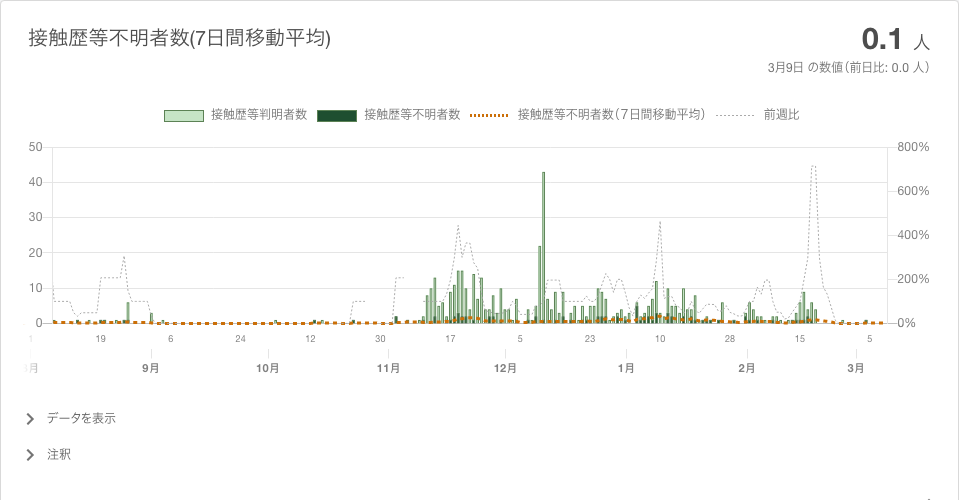 接触歴等不明者数(7日間移動平均)
0.1 人
3月9日 の数値(前日比: 0.0 人)
接触歴等判明者数 接触歴等不明者数 接触歴等不明者数(7日間移動平均) 前週比
50 800%
40 600%
30 400%
20 200%
10 0%
0
1 19 6 24 12 30 17 5 23 10 28 15 5
月 9月 10月 11月 12月 1月 2月 3月
データを表示
注釈